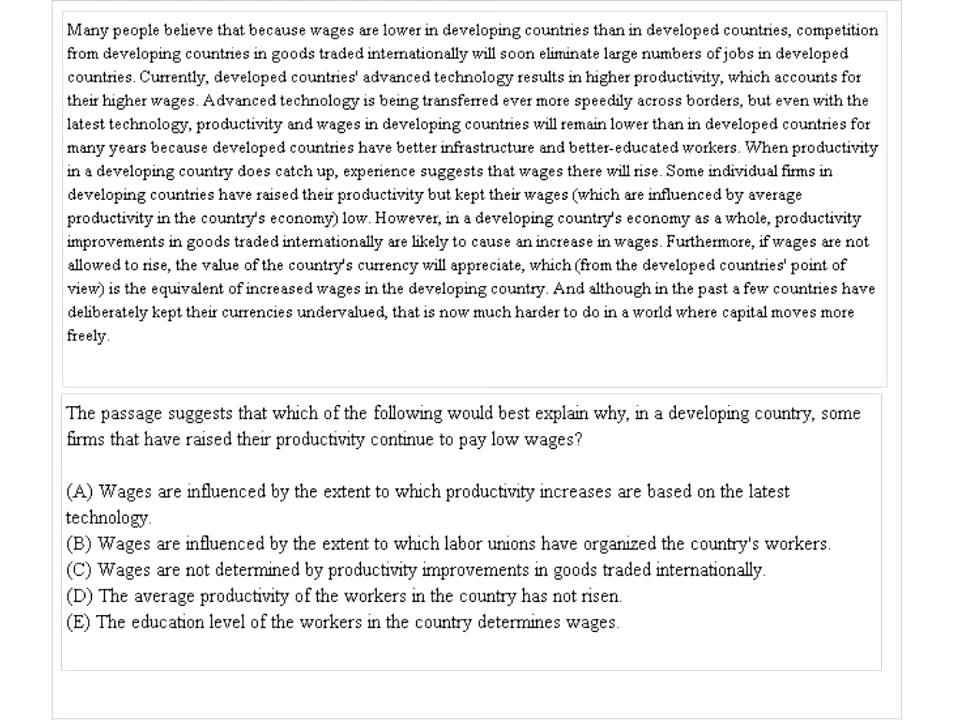 Many people believe that because wages are lower in developing countries than in developed countries, competition
from developing countries in goods traded internationally will soon eliminate large numbers of jobs in developed
countries. Currently, developed countries' advanced technology results in higher productivity, which accounts for
their higher wages. Advanced technology is being transferred ever more speedily across borders, but even with the
latest technology, productivity and wages in developing countries will remain lower than in developed countries for
many years because developed countries have better infrastructure and better-educated workers. When productivity
in a developing country does catch up, experience suggests that wages there will rise. Some individual firms in
developing countries have raised their productivity but kept their wages (which are influenced by average
productivity in the country's economy) low. However, in a developing country's economy as a whole, productivity
improvements in goods traded internationally are likely to cause an increase in wages. Furthermore, if wages are not
allowed to rise, the value of the country's currency will appreciate, which (from the developed countries' point of
view) is the equivalent of increased wages in the developing country. And although in the past a few countries have
deliberately kept their currencies undervalued, that is now much harder to do in a world where capital moves more
freely.
The passage suggests that which of the following would best explain why, in a developing country, some
firms that have raised their productivity continue to pay low wages?
(A) Wages are influenced by the extent to which productivity increases are based on the latest
technology.
(B) Wages are influenced by the extent to which labor unions have organized the country's workers.
(C) Wages are not determined by productivity improvements in goods traded internationally.
(D) The average productivity of the workers in the country has not risen.
(E) The education level of the workers in the country determines wages.